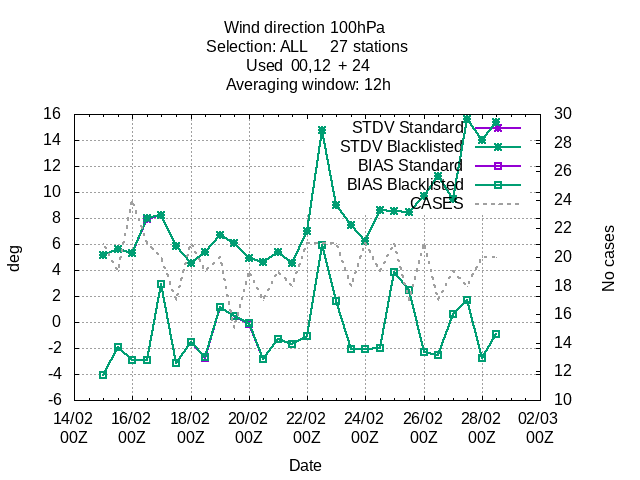 Wind direction 100hPa
Selection: ALL 27 stations
Used 00,12 + 24
Averaging window: 12h
STDV Standard
STDV Blacklisted
BIAS Standard
BIAS Blacklisted
CASES
deg
16
14
12
10
8
6
4
2
0
-2
-4
-6
No cases
30
28
26
24
22
20
18
16
14
12
10
14/02 16/02 18/02 20/02 22/02 24/02 26/02 28/02 02/03
00Z 00Z 00Z 00Z 00Z 00Z 00Z 00Z 00Z
Date